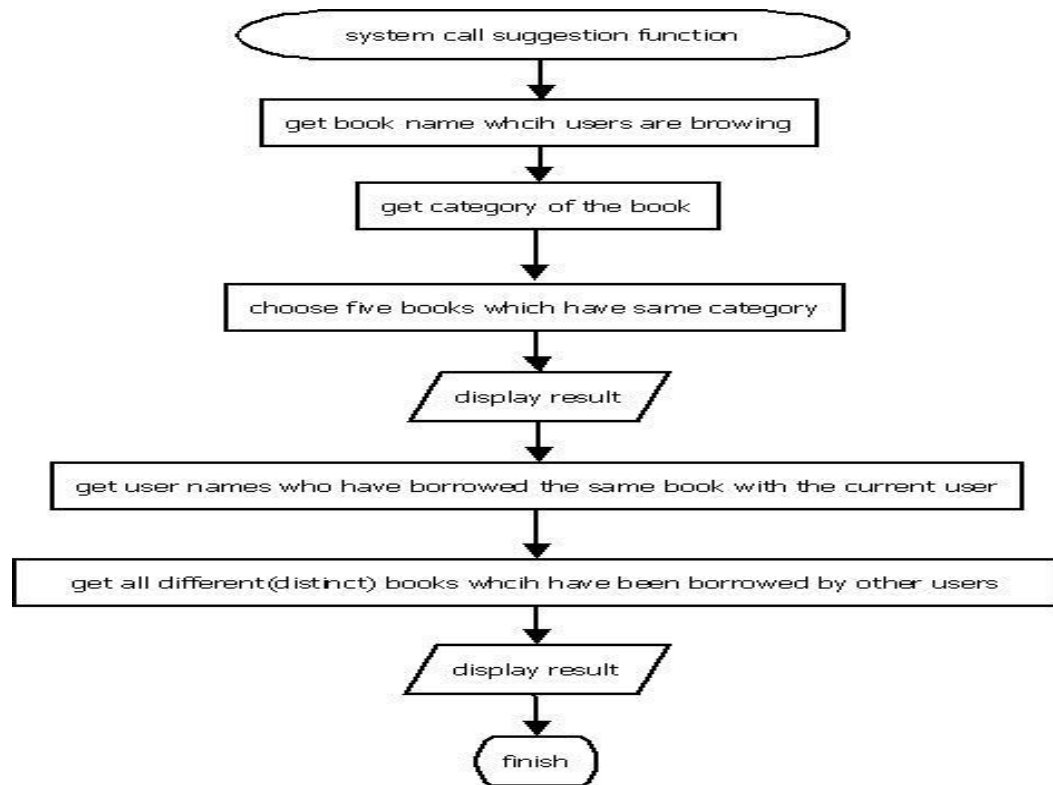 system call suggestion function
get book name whcih users are browing
get category of the book
choose five books which have same category
display result
get user names who have borrowed the same book with the current user
get all different(distinct) books whcih have been borrowed by other users
display result
finish